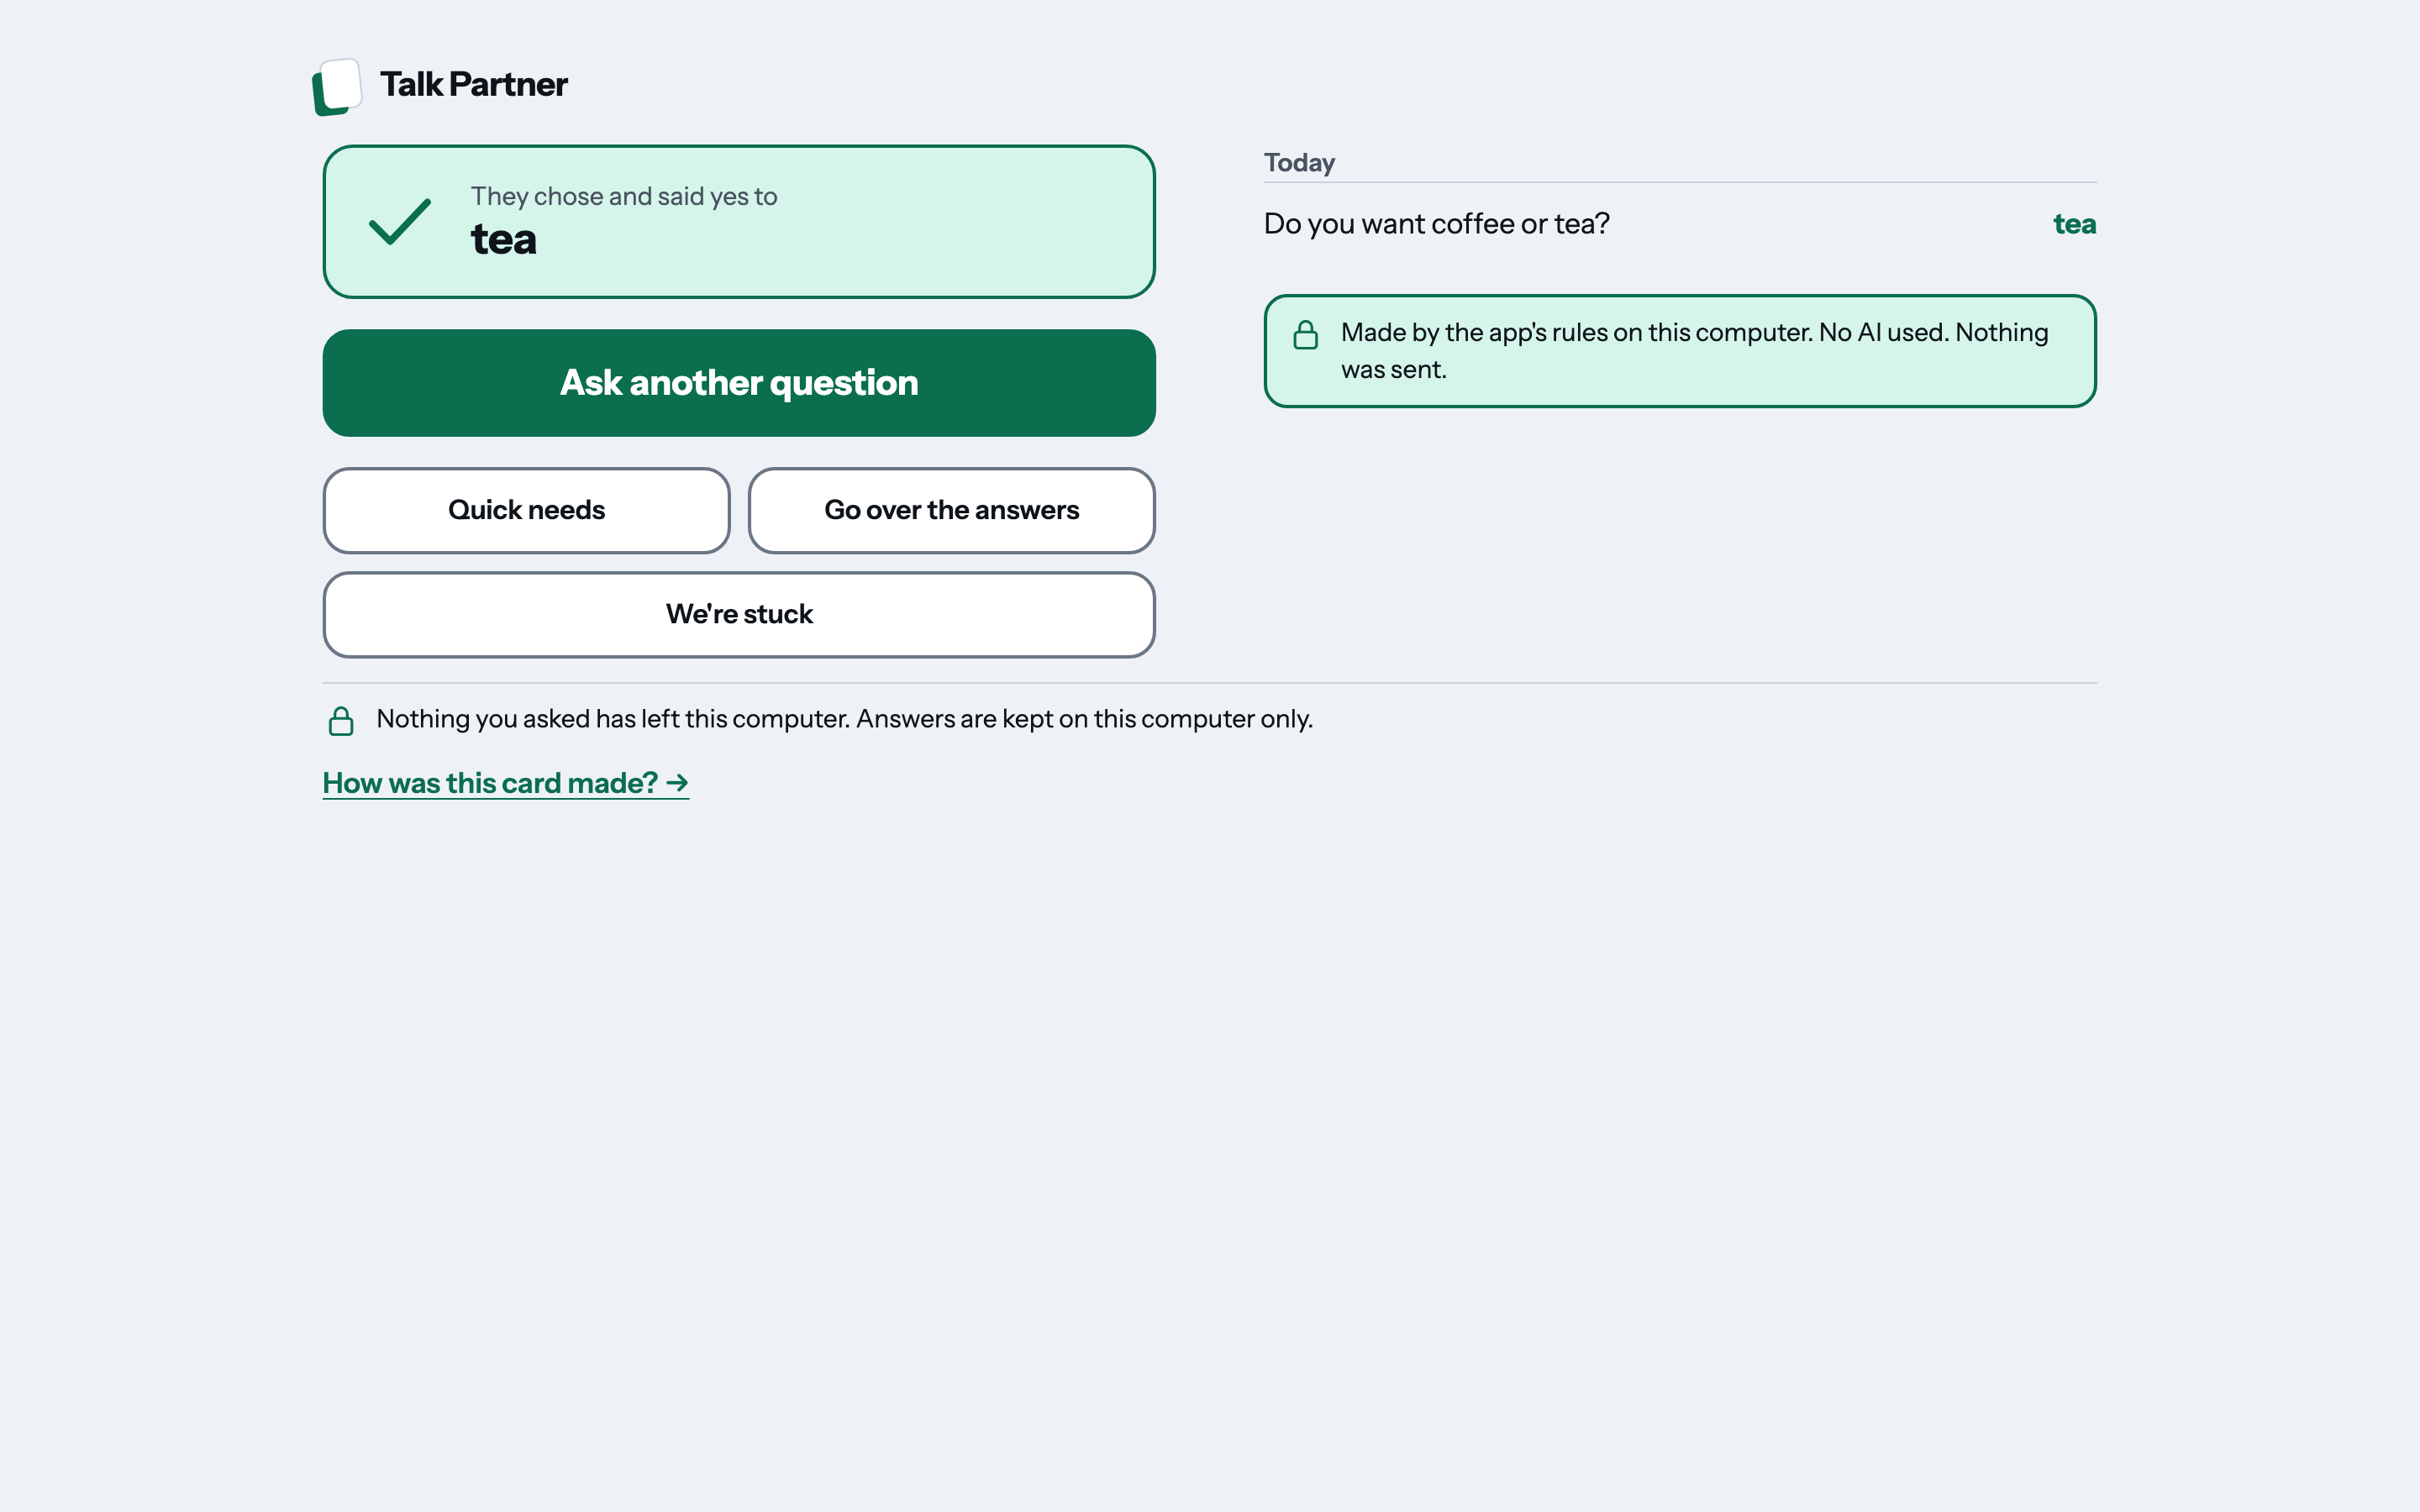 Talk Partner
They chose and said yes to
tea
Ask another question
Quick needs
Go over the answers
We're stuck
Today
Do you want coffee or tea?
tea
Made by the app's rules on this computer. No AI used. Nothing
was sent.
Nothing you asked has left this computer. Answers are kept on this computer only.
How was this card made? →